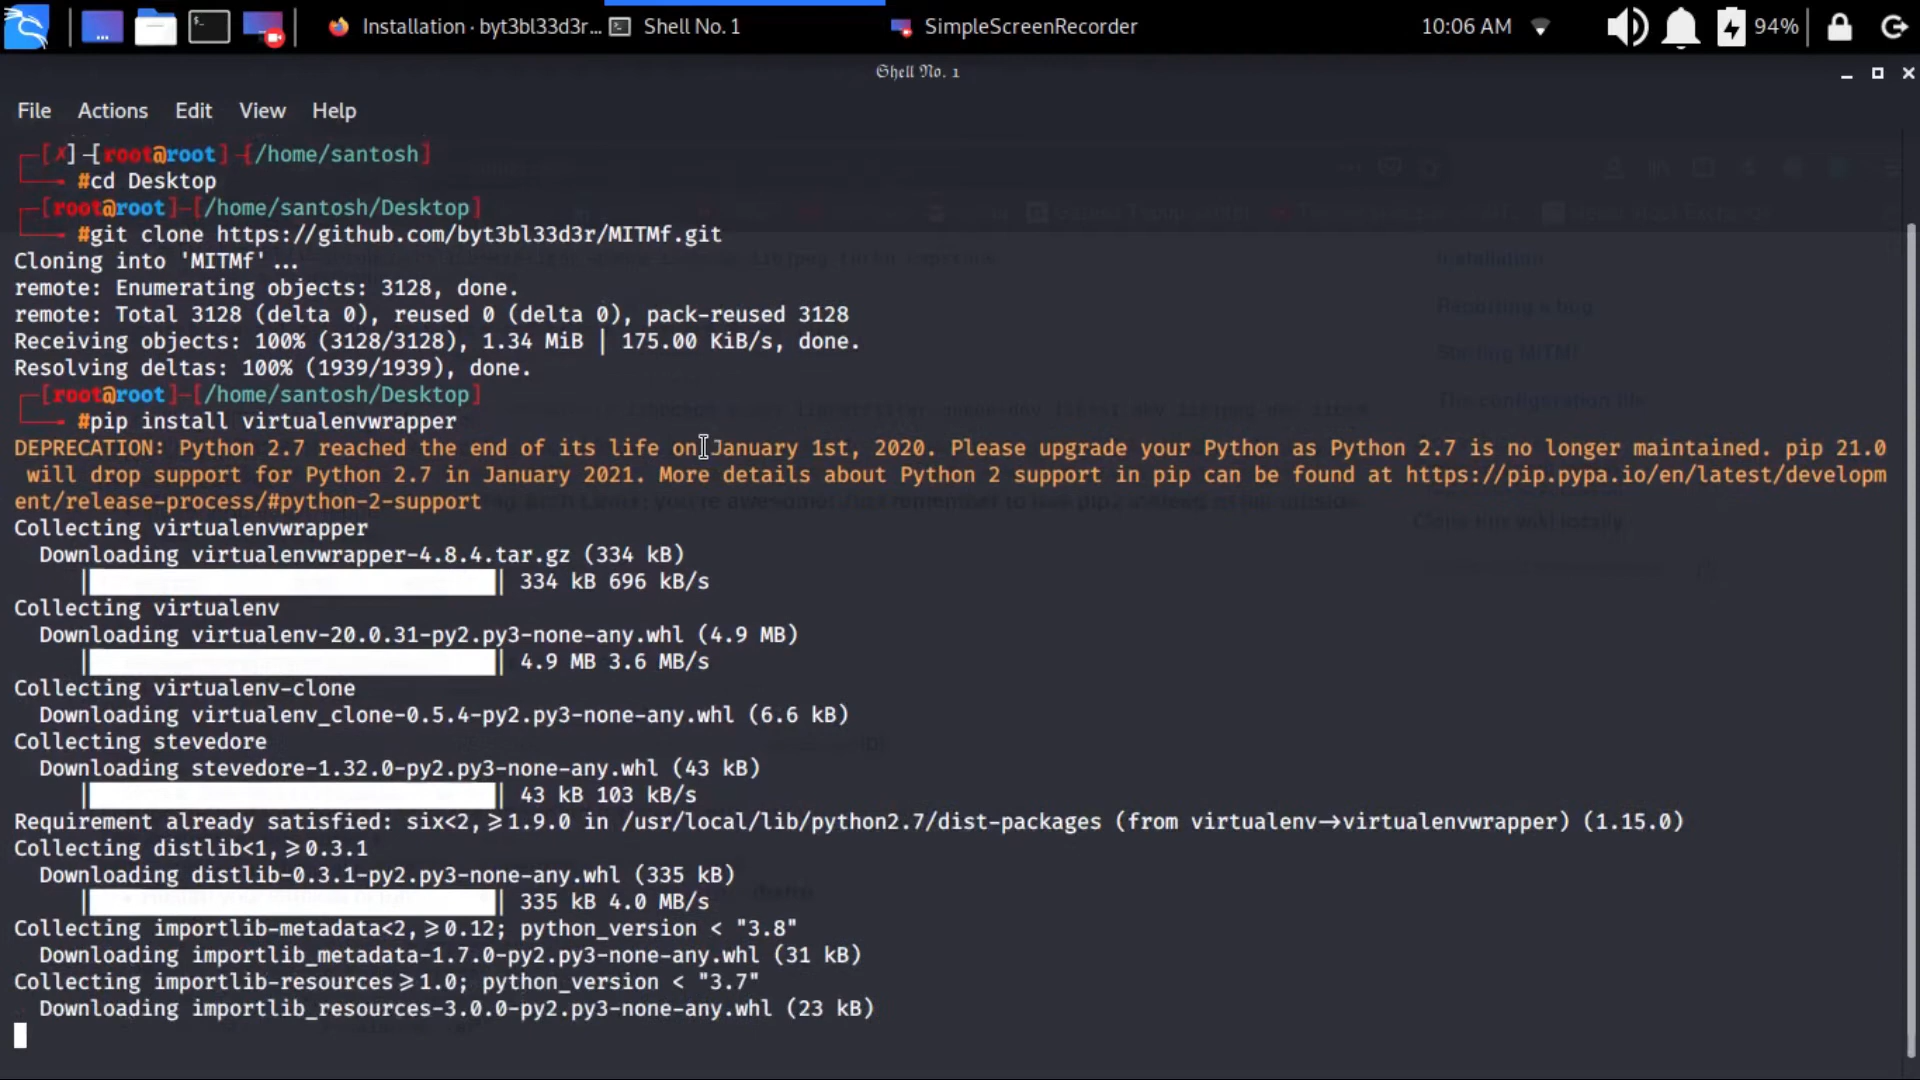 Installation · byt3bl33d3r...
Shell No. 1
SimpleScreenRecorder
10:06 AM
94%
Shell No. 1
File Actions Edit View Help
┌─[✗]─[root@root]─[/home/santosh]
└──╼ #cd Desktop
┌─[root@root]─[/home/santosh/Desktop]
└──╼ #git clone https://github.com/byt3bl33d3r/MITMf.git
Cloning into 'MITMf'...
remote: Enumerating objects: 3128, done.
remote: Total 3128 (delta 0), reused 0 (delta 0), pack-reused 3128
Receiving objects: 100% (3128/3128), 1.34 MiB | 175.00 KiB/s, done.
Resolving deltas: 100% (1939/1939), done.
┌─[root@root]─[/home/santosh/Desktop]
└──╼ #pip install virtualenvwrapper
DEPRECATION: Python 2.7 reached the end of its life on January 1st, 2020. Please upgrade your Python as Python 2.7 is no longer maintained. pip 21.0
will drop support for Python 2.7 in January 2021. More details about Python 2 support in pip can be found at https://pip.pypa.io/en/latest/developm
ent/release-process/#python-2-support
Collecting virtualenvwrapper
Downloading virtualenvwrapper-4.8.4.tar.gz (334 kB)
| | 334 kB 696 kB/s
Collecting virtualenv
Downloading virtualenv-20.0.31-py2.py3-none-any.whl (4.9 MB)
| | 4.9 MB 3.6 MB/s
Collecting virtualenv-clone
Downloading virtualenv_clone-0.5.4-py2.py3-none-any.whl (6.6 kB)
Collecting stevedore
Downloading stevedore-1.32.0-py2.py3-none-any.whl (43 kB)
| | 43 kB 103 kB/s
Requirement already satisfied: six<2,≥1.9.0 in /usr/local/lib/python2.7/dist-packages (from virtualenv→virtualenvwrapper) (1.15.0)
Collecting distlib<1,≥0.3.1
Downloading distlib-0.3.1-py2.py3-none-any.whl (335 kB)
| | 335 kB 4.0 MB/s
Collecting importlib-metadata<2,≥0.12; python_version < "3.8"
Downloading importlib_metadata-1.7.0-py2.py3-none-any.whl (31 kB)
Collecting importlib-resources≥1.0; python_version < "3.7"
Downloading importlib_resources-3.0.0-py2.py3-none-any.whl (23 kB)
Installation
Reporting a bug
Starting MITMf
The configuration file
Clone this wiki locally